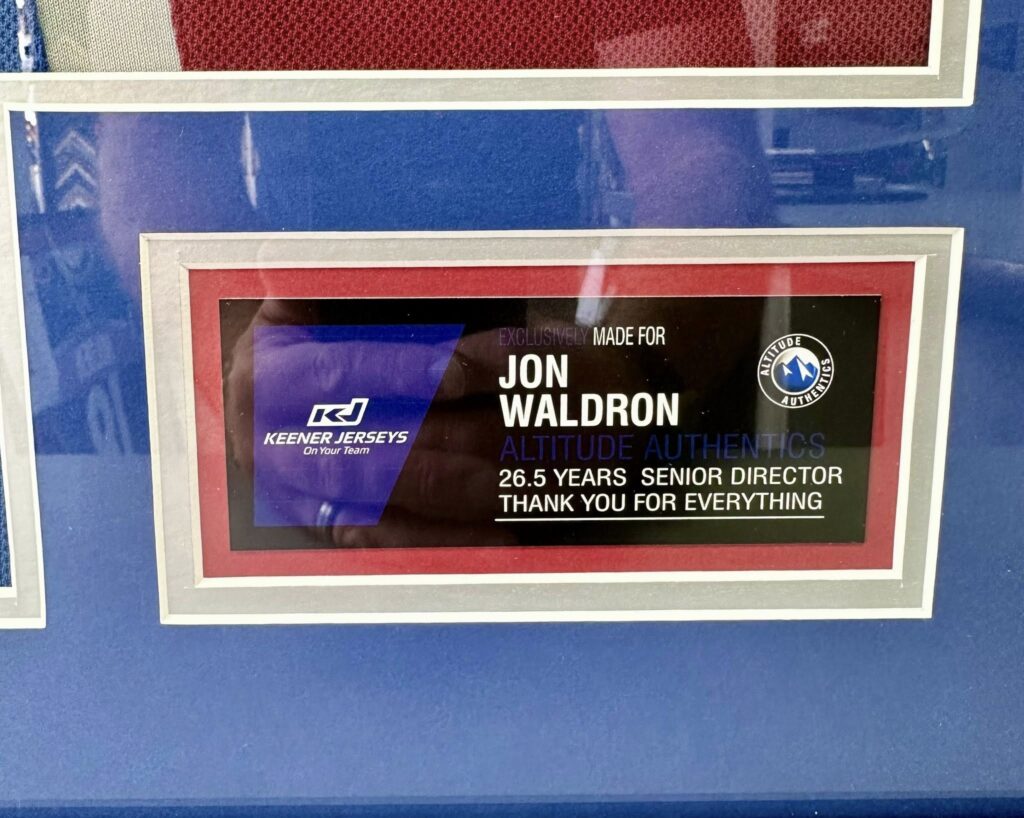 EXCLUSIVELY MADE FOR
JON
WALDRON
ALTITUDE AUTHENTICS
26.5 YEARS SENIOR DIRECTOR
THANK YOU FOR EVERYTHING
KJ
KEENER JERSEYS
On Your Team
ALTITUDE
AUTHENTICS